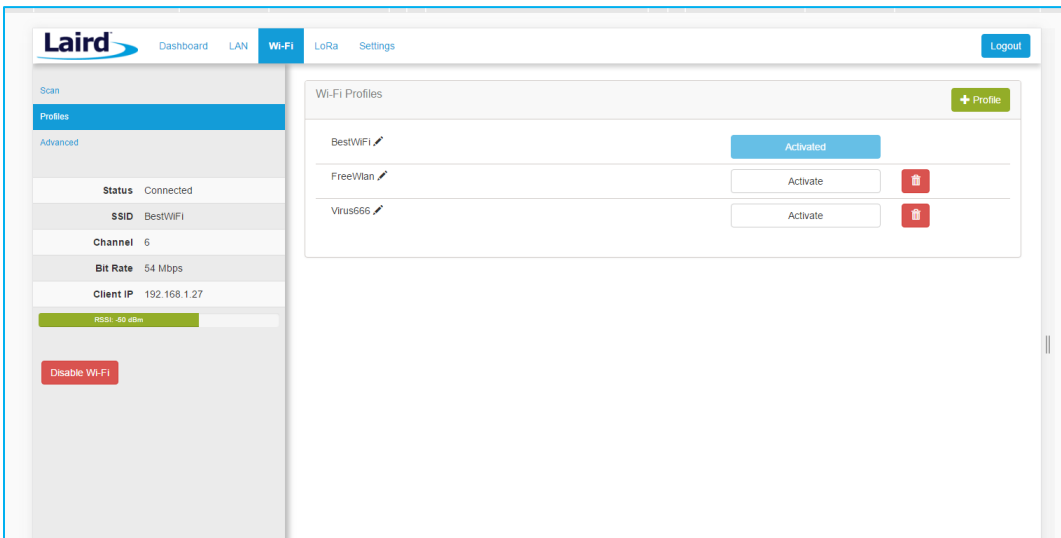 Laird
Dashboard LAN Wi-Fi LoRa Settings Logout
Scan
Profiles
Advanced
Status Connected
SSID BestWiFi
Channel 6
Bit Rate 54 Mbps
Client IP 192.168.1.27
RSSI: -50 dBm
Disable Wi-Fi
Wi-Fi Profiles + Profile
BestWiFi Activated
FreeWlan Activate
Virus666 Activate